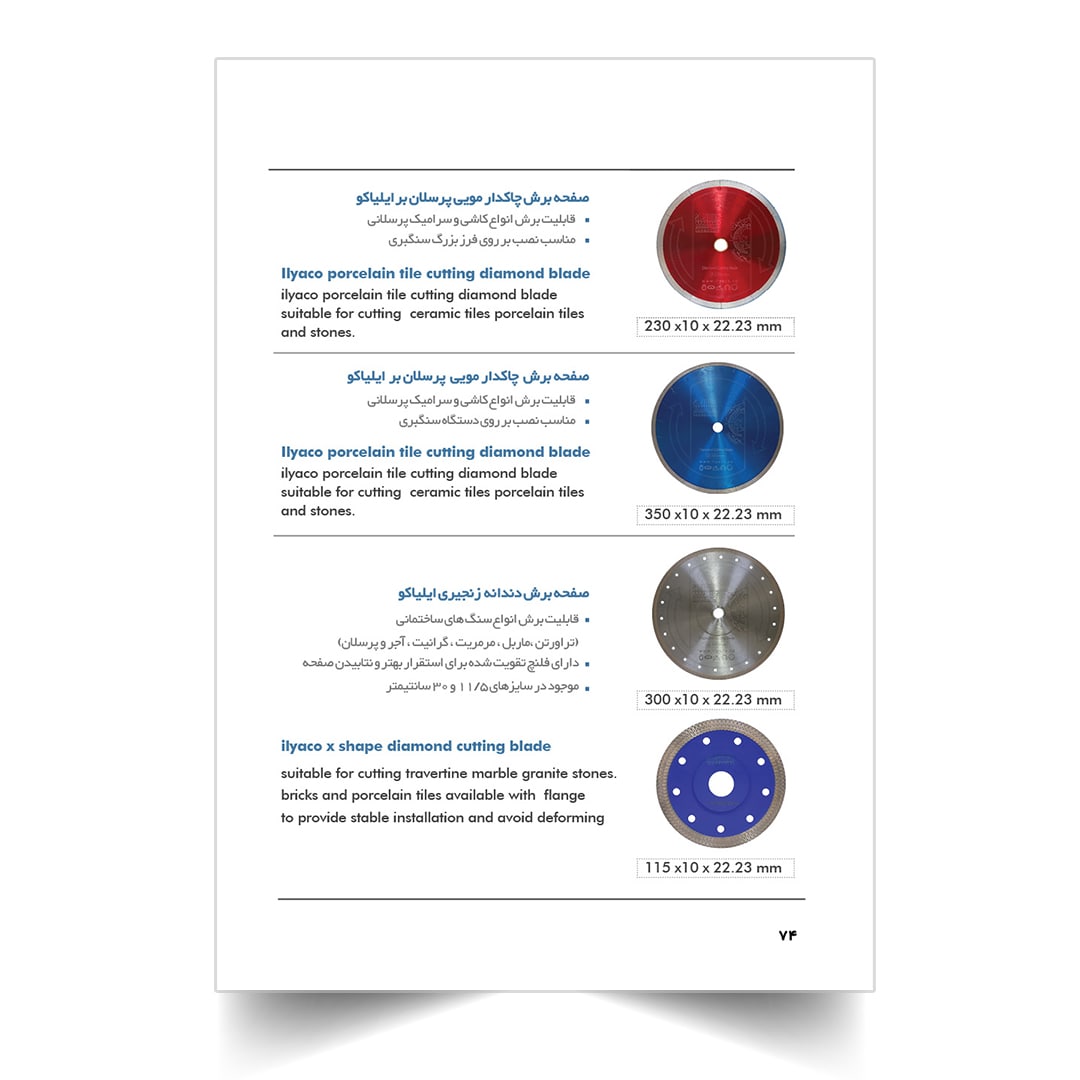 صفحه برش چاکدار مویی پرسلان بر ایلیاکو
▪ قابلیت برش انواع کاشی و سرامیک پرسلانی
▪ مناسب نصب بر روی فرز بزرگ سنگبری
Ilyaco porcelain tile cutting diamond blade
ilyaco porcelain tile cutting diamond blade
suitable for cutting ceramic tiles porcelain tiles
and stones.
230 x10 x 22.23 mm
صفحه برش چاکدار مویی پرسلان بر ایلیاکو
▪ قابلیت برش انواع کاشی و سرامیک پرسلانی
▪ مناسب نصب بر روی دستگاه سنگبری
Ilyaco porcelain tile cutting diamond blade
ilyaco porcelain tile cutting diamond blade
suitable for cutting ceramic tiles porcelain tiles
and stones.
350 x10 x 22.23 mm
صفحه برش دندانه زنجیری ایلیاکو
▪ قابلیت برش انواع سنگ های ساختمانی
(تراورتن ،ماربل ، مرمریت ، گرانیت ، آجر و پرسلان)
▪ دارای فلنچ تقویت شده برای استقرار بهتر و نتابیدن صفحه
▪ موجود در سایزهای ۱۱/۵ و ۳۰ سانتیمتر
300 x10 x 22.23 mm
ilyaco x shape diamond cutting blade
suitable for cutting travertine marble granite stones.
bricks and porcelain tiles available with flange
to provide stable installation and avoid deforming
115 x10 x 22.23 mm
۷۴